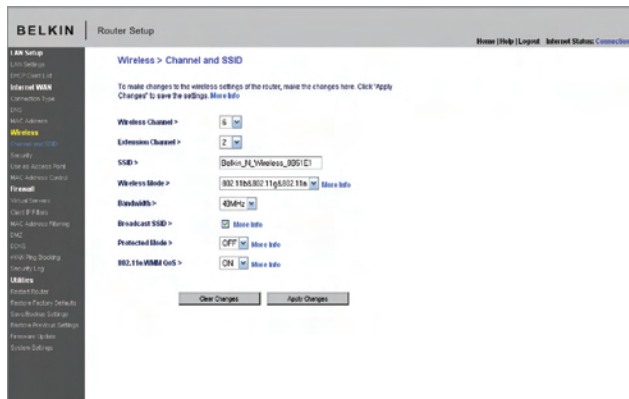 BELKIN
Router Setup
Home | Help | Logout Internet Status: Connection
LAN Setup
LAN Settings
DHCP Client List
Internet WAN
Connection Type
DNS
MAC Address
Wireless
Channel and SSID
Security
Use as Access Point
MAC Address Control
Firewall
Virtual Servers
Client IP Filters
MAC Address Filtering
DMZ
DDNS
WAN Ping Blocking
Security Log
Utilities
Restart Router
Restore Factory Defaults
Save/Backup Settings
Restore Previous Settings
Firmware Update
System Settings
Wireless > Channel and SSID
To make changes to the wireless settings of the router, make the changes here. Click "Apply
Changes" to save the settings. More Info
Wireless Channel > 6
Extension Channel > 2
SSID > Belkin_N_Wireless_8B51E1
Wireless Mode > 802.11b&802.11g&802.11n More Info
Bandwidth > 40MHz
Broadcast SSID > More Info
Protected Mode > OFF More Info
802.11e/WMM QoS > ON More Info
Clear Changes Apply Changes